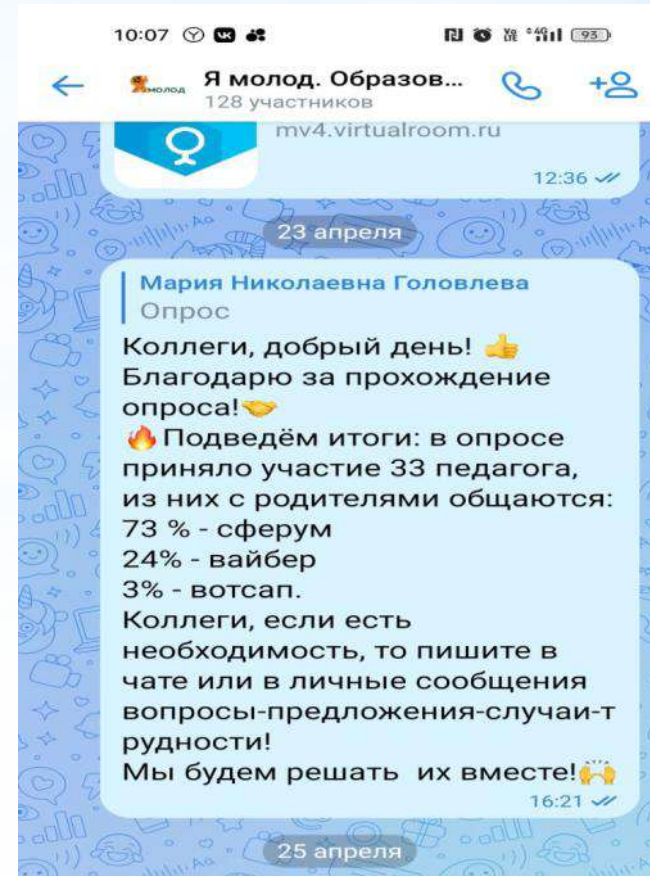 10:07
4G 93
Я молод. Образов...
молод
128 участников
mv4.virtualroom.ru
12:36
23 апреля
Мария Николаевна Головлева
Опрос
Коллеги, добрый день! 👍
Благодарю за прохождение
опроса!🤝
🔥Подведём итоги: в опросе
приняло участие 33 педагога,
из них с родителями общаются:
73 % - сферум
24% - вайбер
3% - вотсап.
Коллеги, если есть
необходимость, то пишите в
чате или в личные сообщения
вопросы-предложения-случаи-т
рудности!
Мы будем решать их вместе!🙌
16:21
25 апреля